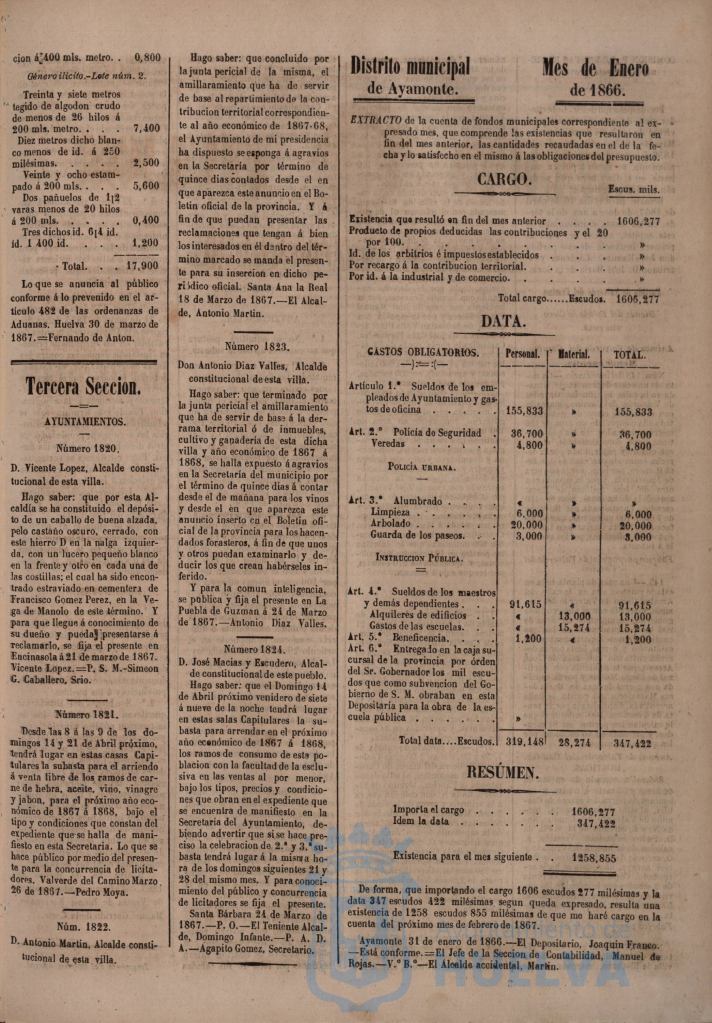 cion á 400 mls. metro. . 0,800
Género ilícito.-Lote núm. 2.
Treinta y siete metros
tegido de algodon crudo
de menos de 26 hilos á
200 mls. metro. . . . 7,400
Diez metros dicho blan-
co menos de id. á 250
milésimas. . . . . 2,500
Veinte y ocho estam-
pado á 200 mls. . . . 5,600
Dos pañuelos de 1¡2
varas menos de 20 hilos
á 200 mls. . . . . 0,400
Tres dichos id. 6¡4 id.
id. 1 400 id. . . . 1,200
Total. . . 17,900
Lo que se anuncia al público
conforme á lo prevenido en el ar-
tículo 482 de las ordenanzas de
Aduanas. Huelva 30 de marzo de
1867.=Fernando de Anton.
Tercera Seccion.
AYUNTAMIENTOS.
Número 1820.
D. Vicente Lopez, Alcalde consti-
tucional de esta villa.
Hago saber: que por esta Al-
caldía se ha constituido el depósi-
to de un caballo de buena alzada,
pelo castaño oscuro, cerrado, con
este hierro D en la nalga izquier-
da, con un lucero pequeño blanco
en la frente y otro en cada una de
las costillas; el cual ha sido encon-
trado estraviado en cementera de
Francisco Gomez Perez, en la Ve-
ga de Manolo de este término. Y
para que llegue á conocimiento de
su dueño y pueda presentarse á
reclamarlo, se fija el presente en
Encinasola á 21 de marzo de 1867.
Vicente Lopez.=P. S. M.-Simeon
G. Caballero, Srio.
Número 1821.
Desde las 8 á las 9 de los do-
mingos 14 y 21 de Abril próximo,
tendrá lugar en estas casas Capi-
tulares la subasta para el arriendo
á venta libre de los ramos de car-
ne de hebra, aceite, vino, vinagre
y jabon, para el próximo año eco-
nómico de 1867 á 1868, bajo el
tipo y condiciones que constan del
expediente que se halla de mani-
fiesto en esta Secretaria. Lo que se
hace público por medio del presen-
te para la concurrencia de licita-
dores. Valverde del Camino Marzo
26 de 1867.—Pedro Moya.
Núm. 1822.
D. Antonio Martin, Alcalde consti-
tucional de esta villa.
Hago saber: que concluido por
la junta pericial de la misma, el
amillaramiento que ha de servir
de base al repartimiento de la con-
tribucion territorial correspondien-
te al año económico de 1867-68,
el Ayuntamiento de mi presidencia
ha dispuesto se esponga á agravios
en la Secretaría por término de
quince dias contados desde el en
que aparezca este anuncio en el Bo-
letin oficial de la provincia. Y á
fin de que puedan presentar las
reclamaciones que tengan á bien
los interesados en él dentro del tér-
mino marcado se manda el presen-
te para su insercion en dicho pe-
riódico oficial. Santa Ana la Real
18 de Marzo de 1867.—El Alcal-
de, Antonio Martin.
Número 1823.
Don Antonio Diaz Valles, Alcalde
constitucional de esta villa.
Hago saber: que terminado por
la junta pericial el amillaramiento
que ha de servir de base á la der-
rama territorial ó de inmuebles,
cultivo y ganadería de esta dicha
villa y año económico de 1867 á
1868, se halla expuesto á agravios
en la Secretaría del municipio por
el término de quince dias á contar
desde el de mañana para los vinos
y desde el en que aparezca este
anuncio inserto en el Boletin ofi-
cial de la provincia para los hacen-
dados forasteros, á fin de que unos
y otros puedan examinarlo y de-
ducir los que crean habérseles in-
ferido.
Y para la comun inteligencia,
se publica y fija el presente en La
Puebla de Guzman á 24 de Marzo
de 1867.—Antonio Diaz Valles.
Número 1824.
D. José Macias y Escudero, Alcal-
de constitucional de este pueblo.
Hago saber: que el Domingo 14
de Abril próximo venidero de siete
á nueve de la noche tendrá lugar
en estas salas Capitulares la su-
basta para arrendar en el próximo
año económico de 1867 á 1868,
los ramos de consumo de esta po-
blacion con la facultad de la esclu-
siva en las ventas al por menor,
bajo los tipos, precios y condicio-
nes que obran en el expediente que
se encuentra de manifiesto en la
Secretaría del Ayuntamiento, de-
biendo advertir que si se hace pre-
ciso la celebracion de 2.ª y 3.ª su-
basta tendrá lugar á la misma ho-
ra de los domingos siguientes 21 y
28 del mismo mes. Y para conoci-
miento del público y concurrencia
de licitadores se fija el presente.
Santa Bárbara 24 de Marzo de
1867.—P. O.—El Teniente Alcal-
de, Domingo Infante.—P. A. D.
A.—Agapito Gomez, Secretario.
Distrito municipal
de Ayamonte.
Mes de Enero
de 1866.
EXTRACTO de la cuenta de fondos municipales correspondiente al ex-
presado mes, que comprende las existencias que resultaron en
fin del mes anterior, las cantidades recaudadas en el de la fe-
cha y lo satisfecho en el mismo á las obligaciones del presupuesto.
CARGO.
Escus. mils.
Existencia que resultó en fin del mes anterior . . . . 1606,277
Producto de propios deducidas las contribuciones y el 20
por 100. . . . . . . . . »
Id. de los arbitrios é impuestos establecidos . . . . »
Por recargo á la contribucion territorial. . . . . »
Por id. á la industrial y de comercio. . . . . »
Total cargo......Escudos. 1606,277
DATA.
GASTOS OBLIGATORIOS. Personal. Material. TOTAL.
Artículo 1.º Sueldos de los em-
pleados de Ayuntamiento y gas-
tos de oficina . . . . . 155,833 » 155,833
Art. 2.º Policía de Seguridad . 36,700 » 36,700
Veredas . . . . . . 4,800 » 4,800
POLICÍA URBANA.
Art. 3.º Alumbrado . . . . « » »
Limpieza . . . . . . 6,000 » 6,000
Arbolado . . . . . . 20,000 » 20,000
Guarda de los paseos. . . . 3,000 » 3,000
INSTRUCCION PÚBLICA.
Art. 4.º Sueldos de los maestros
y demás dependientes . . . 91,615 « 91,615
Alquileres de edificios . . . « 13,000 13,000
Gastos de las escuelas. . . . « 15,274 15,274
Art. 5.º Beneficencia. . . . 1,200 « 1,200
Art. 6.º Entregado en la caja su-
cursal de la provincia por órden
del Sr. Gobernador los mil escu-
dos que como subvencion del Go-
bierno de S. M. obraban en esta
Depositaría para la obra de la es-
cuela pública . . . . . . »
Total data....Escudos. 319,148 28,274 347,422
RESÚMEN.
Importa el cargo . . . . . . 1606,277
Idem la data . . . . . . . 347,422
Existencia para el mes siguiente . . 1258,855
De forma, que importando el cargo 1606 escudos 277 milésimas y la
data 347 escudos 422 milésimas segun queda expresado, resulta una
existencia de 1258 escudos 855 milésimas de que me haré cargo en la
cuenta del próximo mes de febrero de 1867.
Ayamonte 31 de enero de 1866.—El Depositario, Joaquin Franco.
—Está conforme.=El Jefe de la Seccion de Contabilidad, Manuel de
Rojas.—V.º B.º—El Alcalde accidental, Martin.
HUELVA